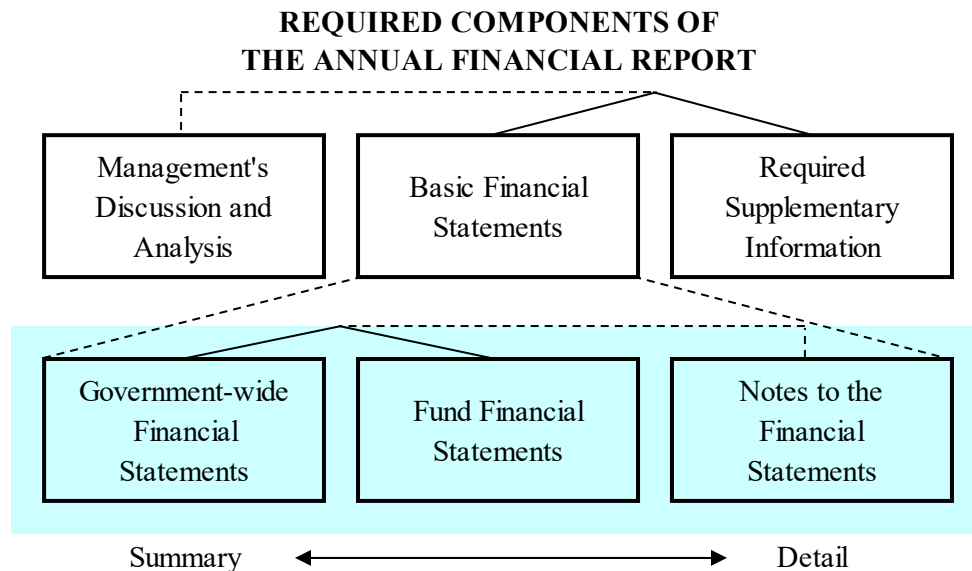 REQUIRED COMPONENTS OF
THE ANNUAL FINANCIAL REPORT
Management's
Discussion and
Analysis
Basic Financial
Statements
Required
Supplementary
Information
Government-wide
Financial
Statements
Fund Financial
Statements
Notes to the
Financial
Statements
Summary
Detail